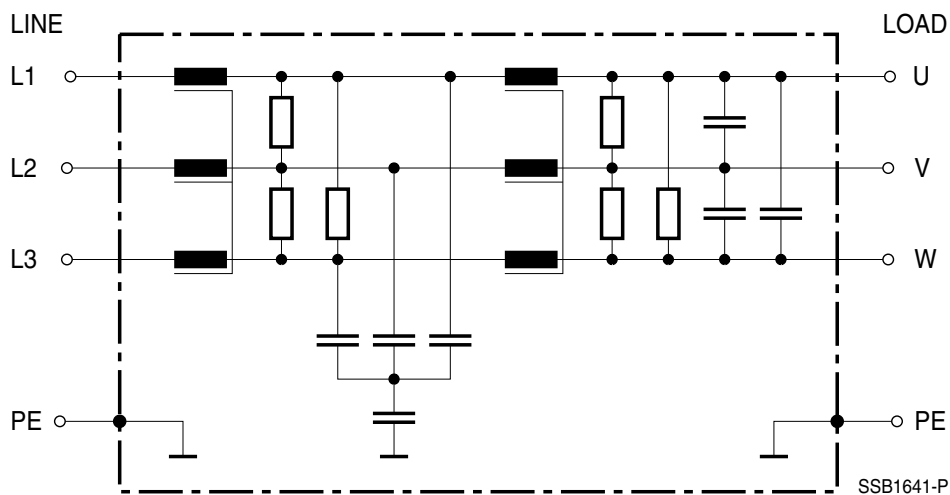 LINE LOAD
L1 U
L2 V
L3 W
PE PE
SSB1641-P